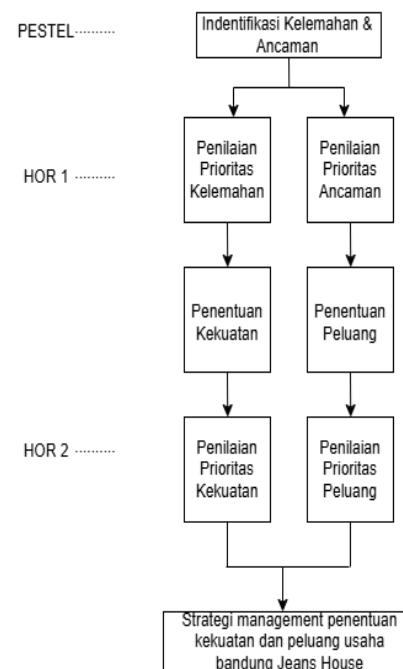 PESTEL..........
Indentifikasi Kelemahan &
Ancaman
HOR 1 ..........
Penilaian
Prioritas
Kelemahan
Penilaian
Prioritas
Ancaman
Penentuan
Kekuatan
Penentuan
Peluang
HOR 2 ..........
Penilaian
Prioritas
Kekuatan
Penilaian
Prioritas
Peluang
Strategi management penentuan
kekuatan dan peluang usaha
bandung Jeans House